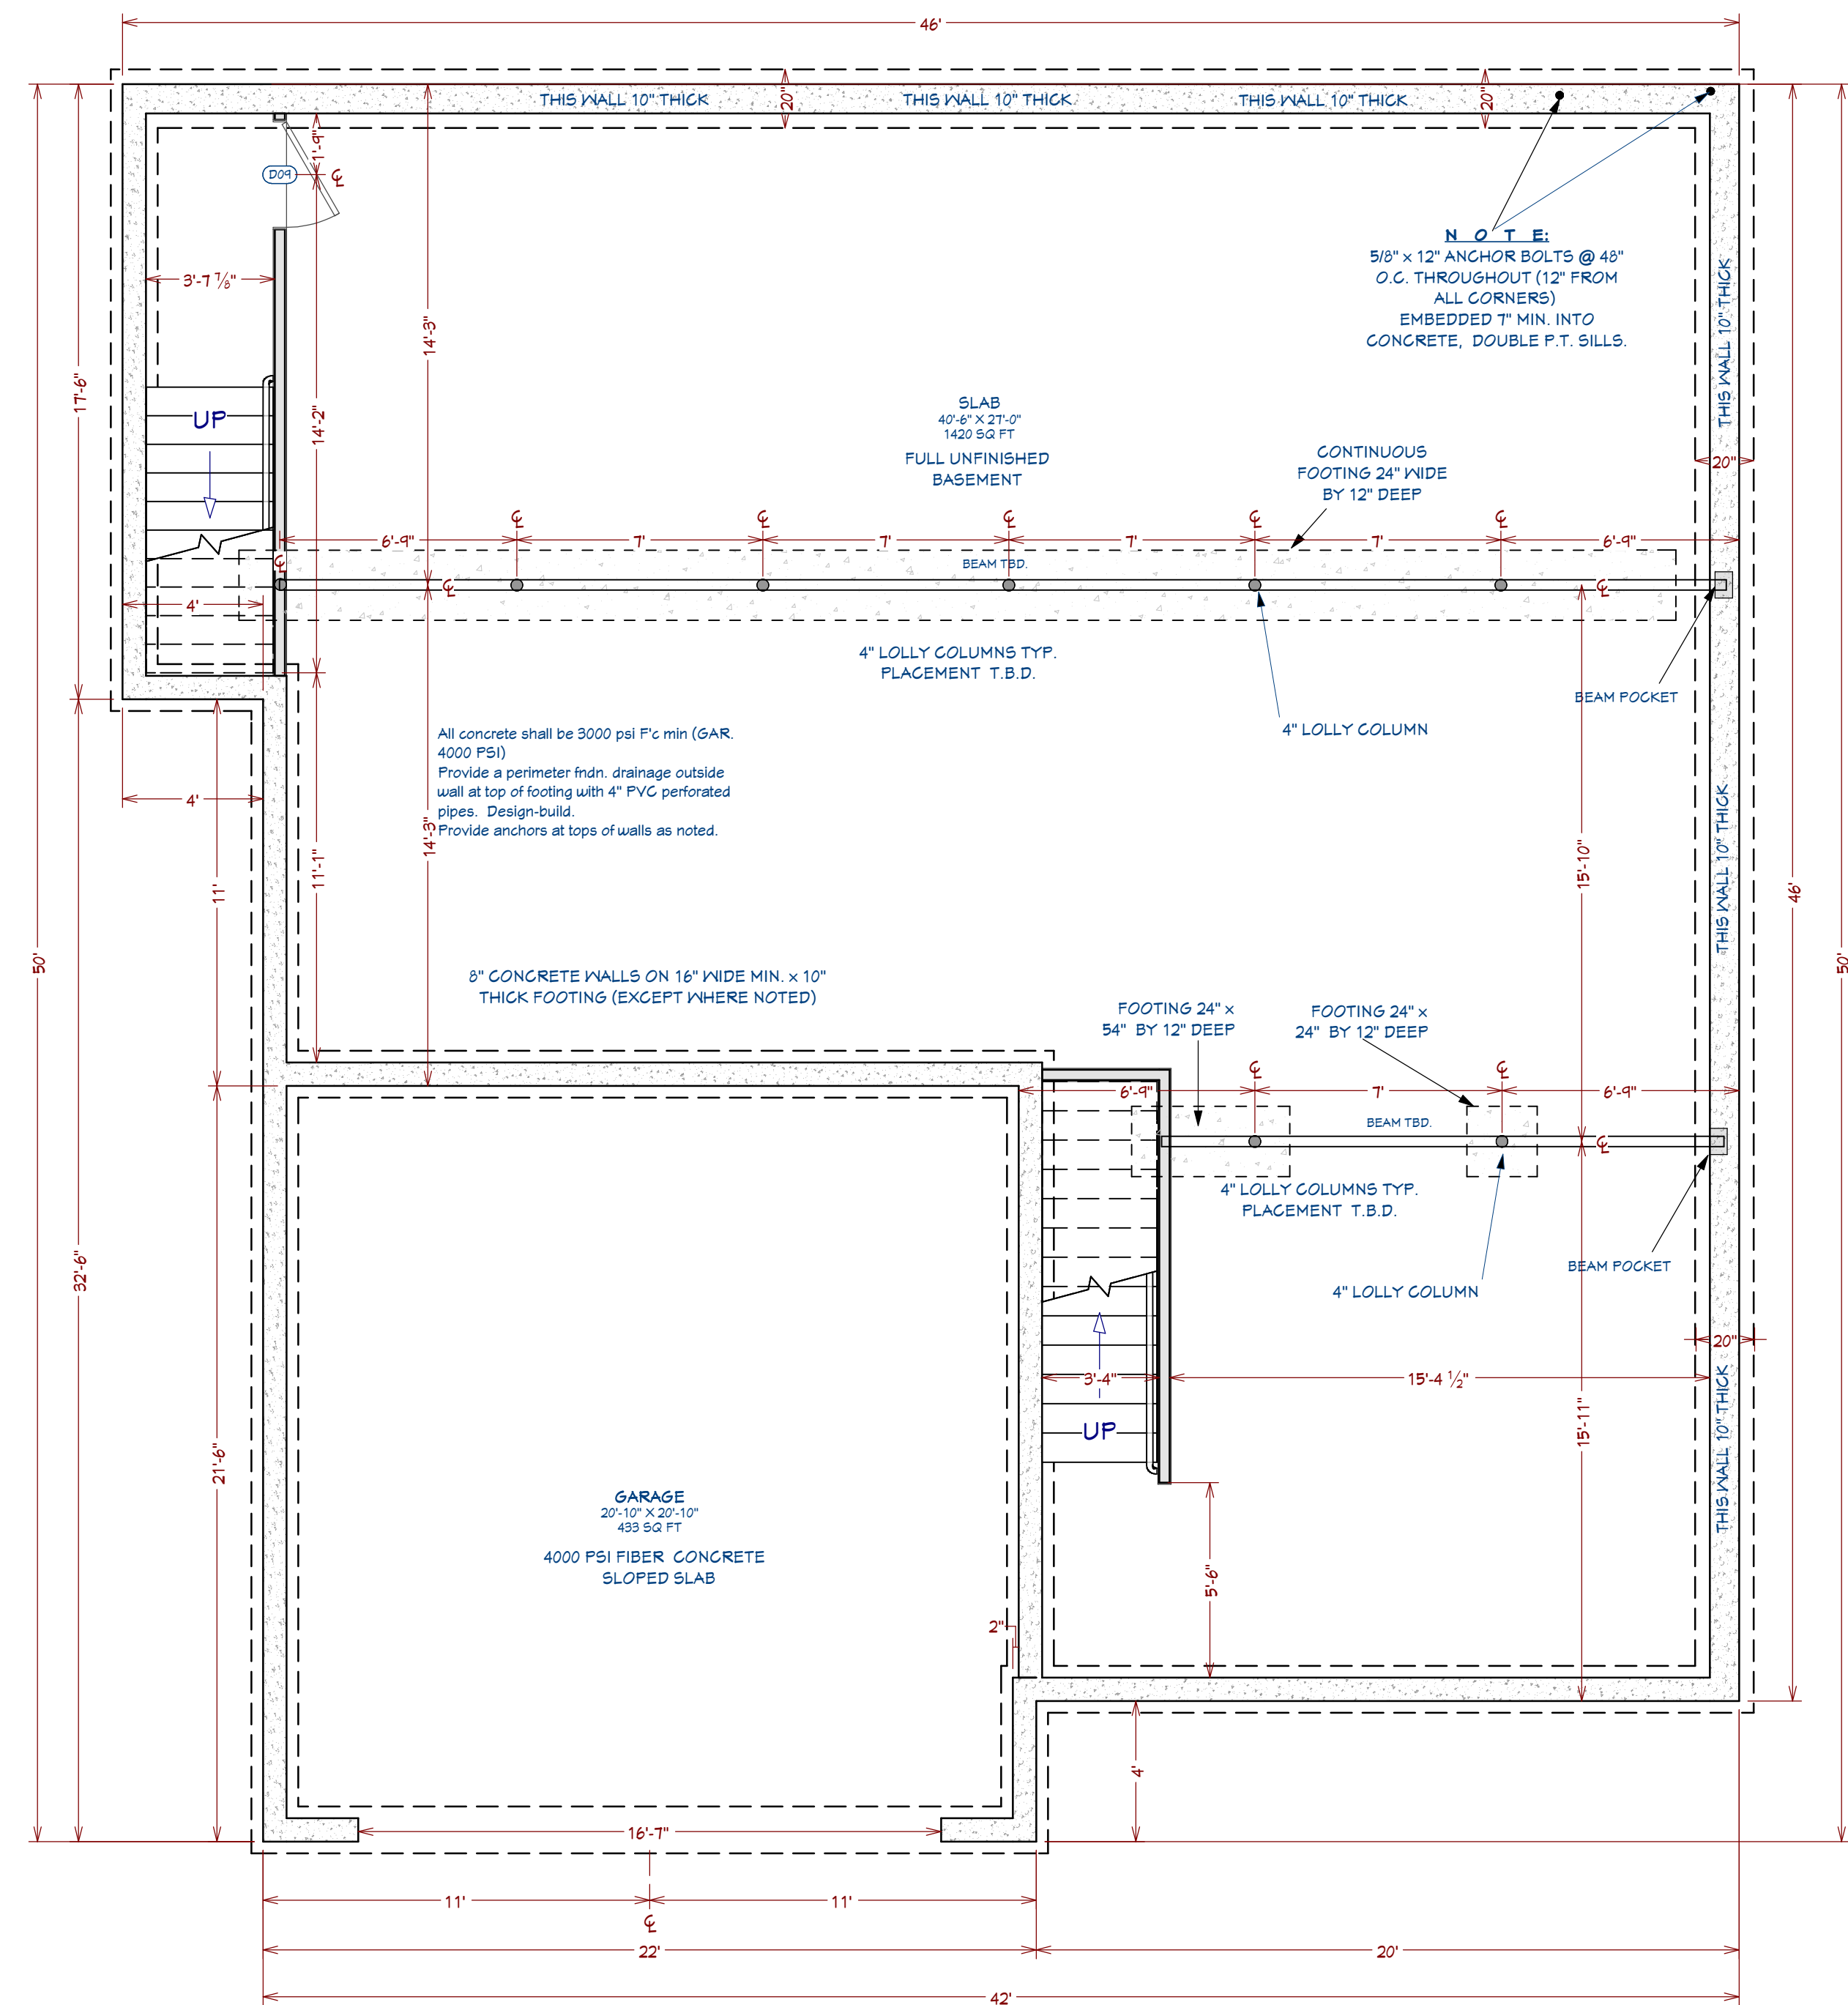 46'
THIS WALL 10" THICK
20"
THIS WALL 10" THICK
THIS WALL 10" THICK
20"
1'-9"
D09
℄
N O T E:
5/8" x 12" ANCHOR BOLTS @ 48"
O.C. THROUGHOUT (12" FROM
ALL CORNERS)
EMBEDDED 7" MIN. INTO
CONCRETE, DOUBLE P.T. SILLS.
3'-7 7/8"
THIS WALL 10" THICK
14'-3"
17'-6"
UP
14'-2"
SLAB
40'-6" X 27'-0"
1420 SQ FT
FULL UNFINISHED
BASEMENT
CONTINUOUS
FOOTING 24" WIDE
BY 12" DEEP
20"
℄
℄
℄
℄
℄
6'-9"
7'
7'
7'
7'
6'-9"
℄
BEAM TBD.
℄
℄
4'
4" LOLLY COLUMNS TYP.
PLACEMENT T.B.D.
BEAM POCKET
4" LOLLY COLUMN
All concrete shall be 3000 psi F'c min (GAR.
4000 PSI)
Provide a perimeter fndn. drainage outside
wall at top of footing with 4" PVC perforated
pipes. Design-build.
Provide anchors at tops of walls as noted.
4'
14'-3"
11'
11'-1"
15'-10"
THIS WALL 10" THICK
46'
50'
50'
8" CONCRETE WALLS ON 16" WIDE MIN. x 10"
THICK FOOTING (EXCEPT WHERE NOTED)
FOOTING 24" x
54" BY 12" DEEP
FOOTING 24" x
24" BY 12" DEEP
℄
℄
6'-9"
7'
6'-9"
BEAM TBD.
℄
4" LOLLY COLUMNS TYP.
PLACEMENT T.B.D.
BEAM POCKET
32'-6"
4" LOLLY COLUMN
20"
3'-4"
15'-4 1/2"
UP
15'-11"
THIS WALL 10" THICK
21'-6"
GARAGE
20'-10" X 20'-10"
433 SQ FT
4000 PSI FIBER CONCRETE
SLOPED SLAB
5'-6"
2"
4'
16'-7"
11'
11'
℄
22'
20'
42'